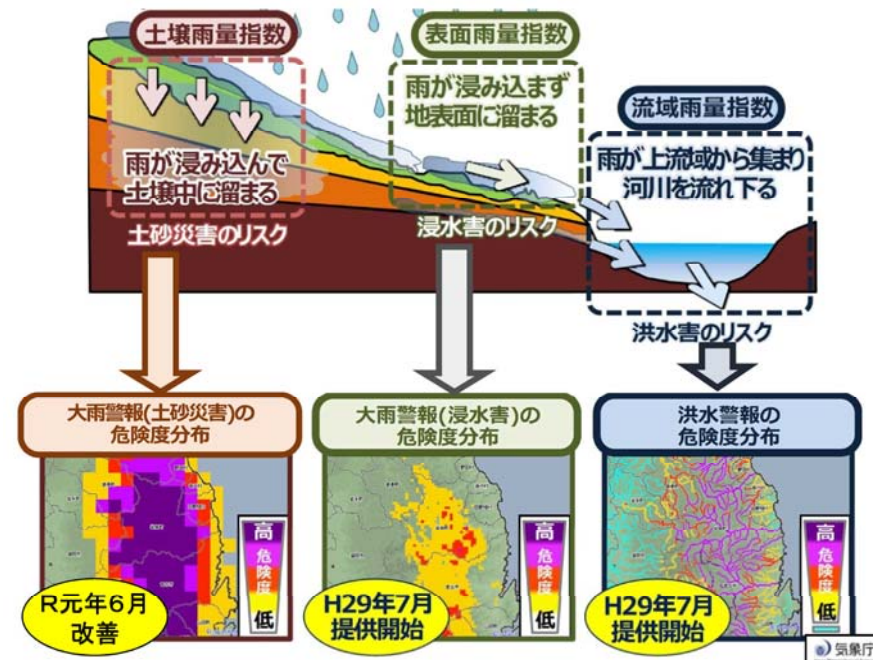 土壌雨量指数
表面雨量指数
流域雨量指数
雨が浸み込んで
土壌中に溜まる
雨が浸み込まず
地表面に溜まる
雨が上流域から集まり
河川を流れ下る
土砂災害のリスク
浸水害のリスク
洪水害のリスク
大雨警報(土砂災害)の
危険度分布
大雨警報(浸水害)の
危険度分布
洪水警報の
危険度分布
高
危険度
低
R元年6月
改善
高
危険度
低
H29年7月
提供開始
高
危険度
低
H29年7月
提供開始
気象庁